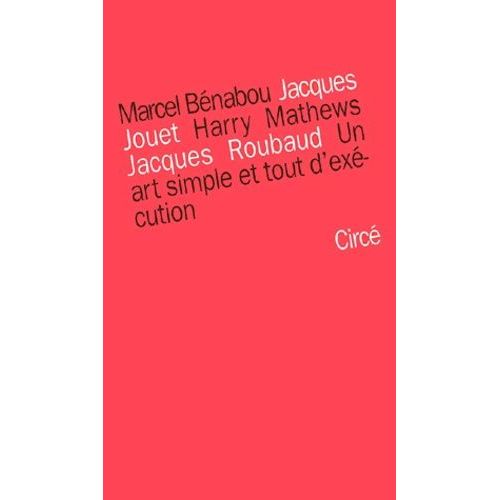 Marcel Bénabou Jacques
Jouet Harry Mathews
Jacques Roubaud Un
art simple et tout d'exé-
cution
Circé